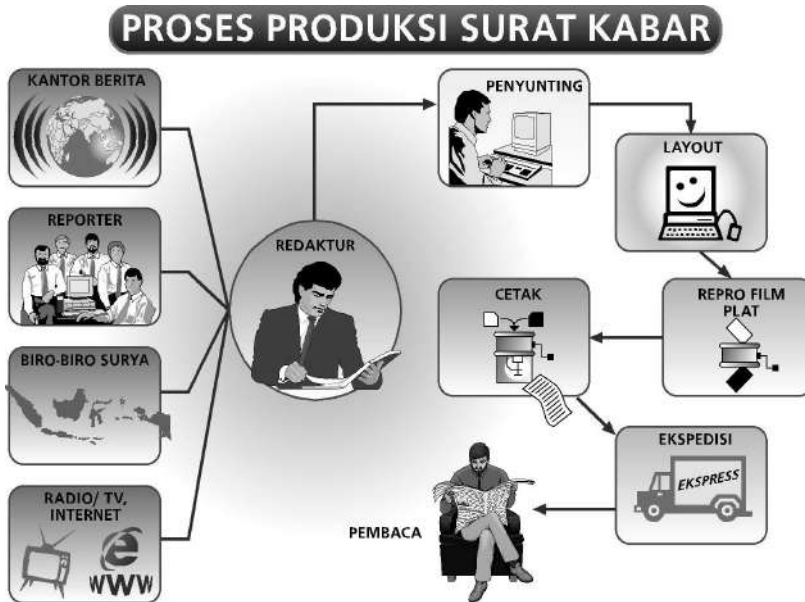 PROSES PRODUKSI SURAT KABAR
KANTOR BERITA
REPORTER
BIRO-BIRO SURYA
RADIO/ TV,
INTERNET
WWW
REDAKTUR
PENYUNTING
LAYOUT
REPRO FILM
PLAT
CETAK
EKSPEDISI
EKSPRESS
PEMBACA